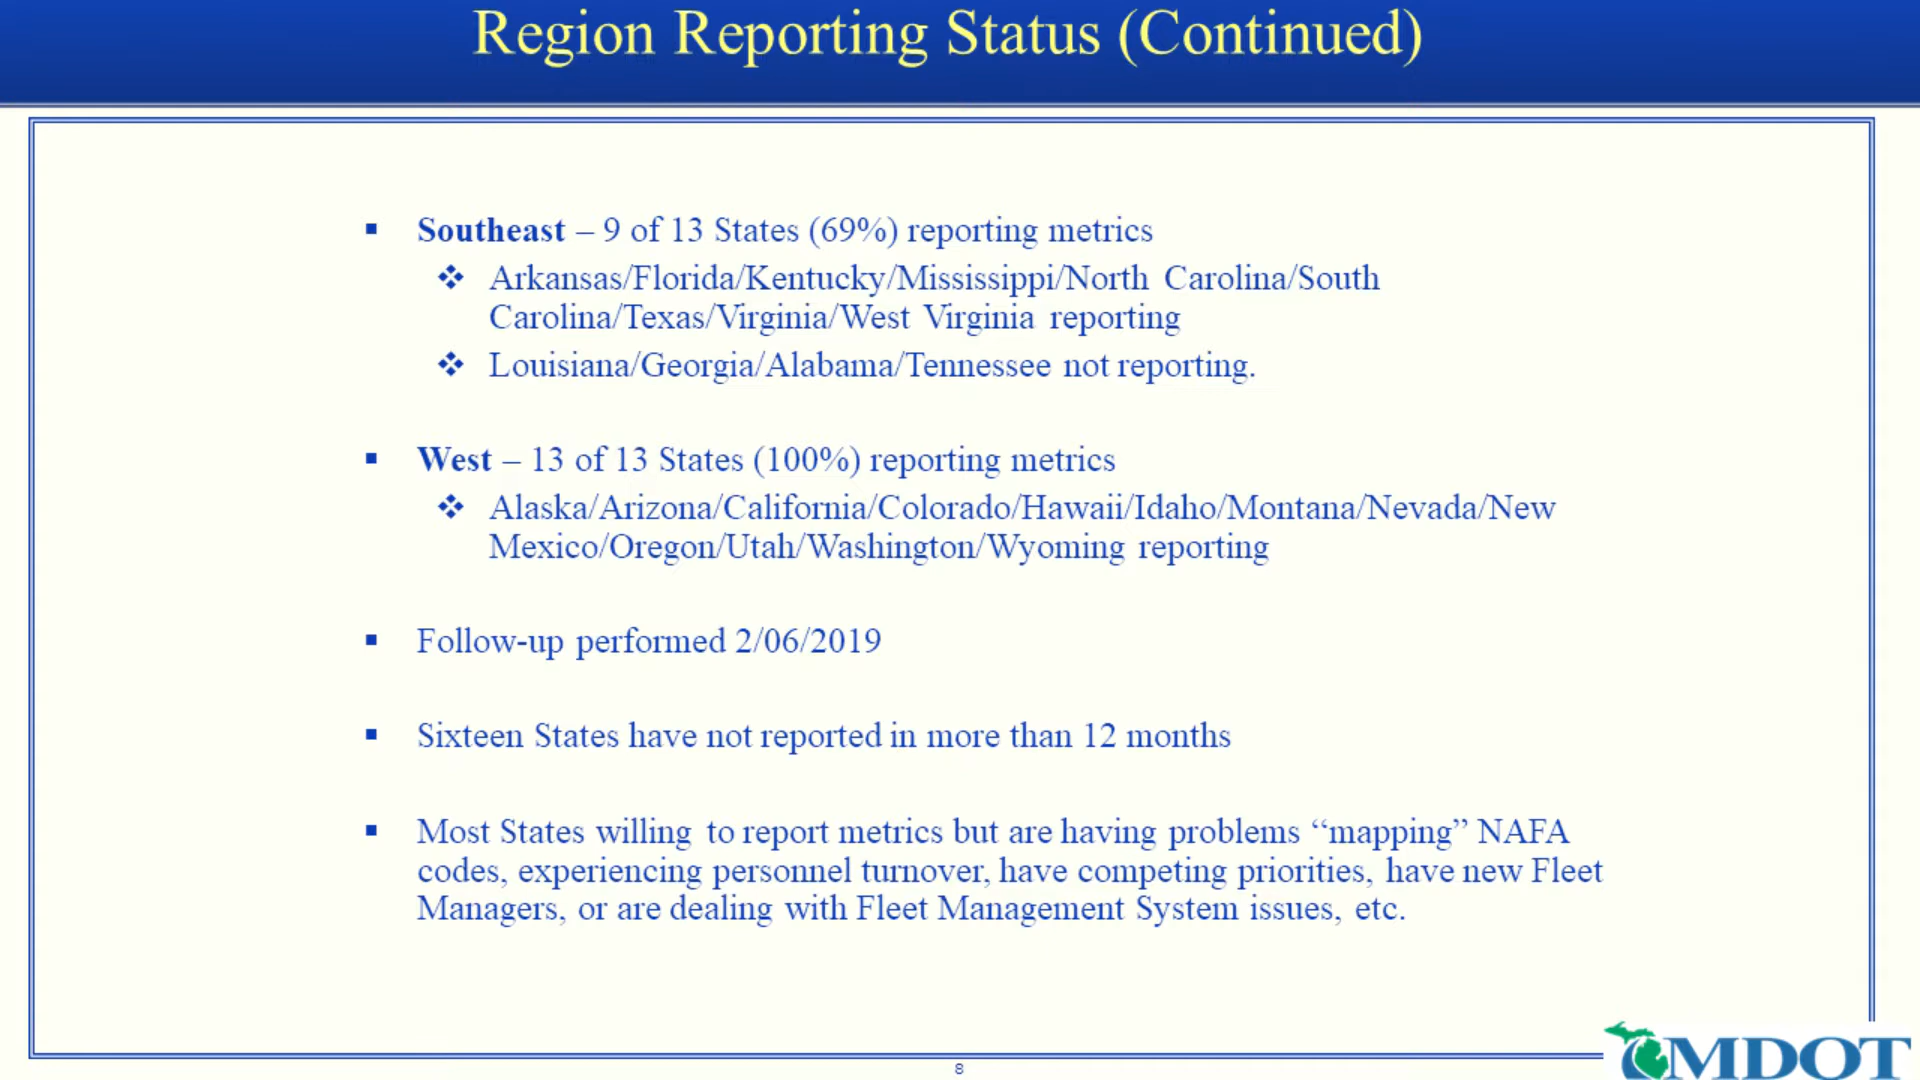 Region Reporting Status (Continued)
▪ Southeast – 9 of 13 States (69%) reporting metrics
❖ Arkansas/Florida/Kentucky/Mississippi/North Carolina/South
Carolina/Texas/Virginia/West Virginia reporting
❖ Louisiana/Georgia/Alabama/Tennessee not reporting.
▪ West – 13 of 13 States (100%) reporting metrics
❖ Alaska/Arizona/California/Colorado/Hawaii/Idaho/Montana/Nevada/New
Mexico/Oregon/Utah/Washington/Wyoming reporting
▪ Follow-up performed 2/06/2019
▪ Sixteen States have not reported in more than 12 months
▪ Most States willing to report metrics but are having problems “mapping” NAFA
codes, experiencing personnel turnover, have competing priorities, have new Fleet
Managers, or are dealing with Fleet Management System issues, etc.
8
MDOT